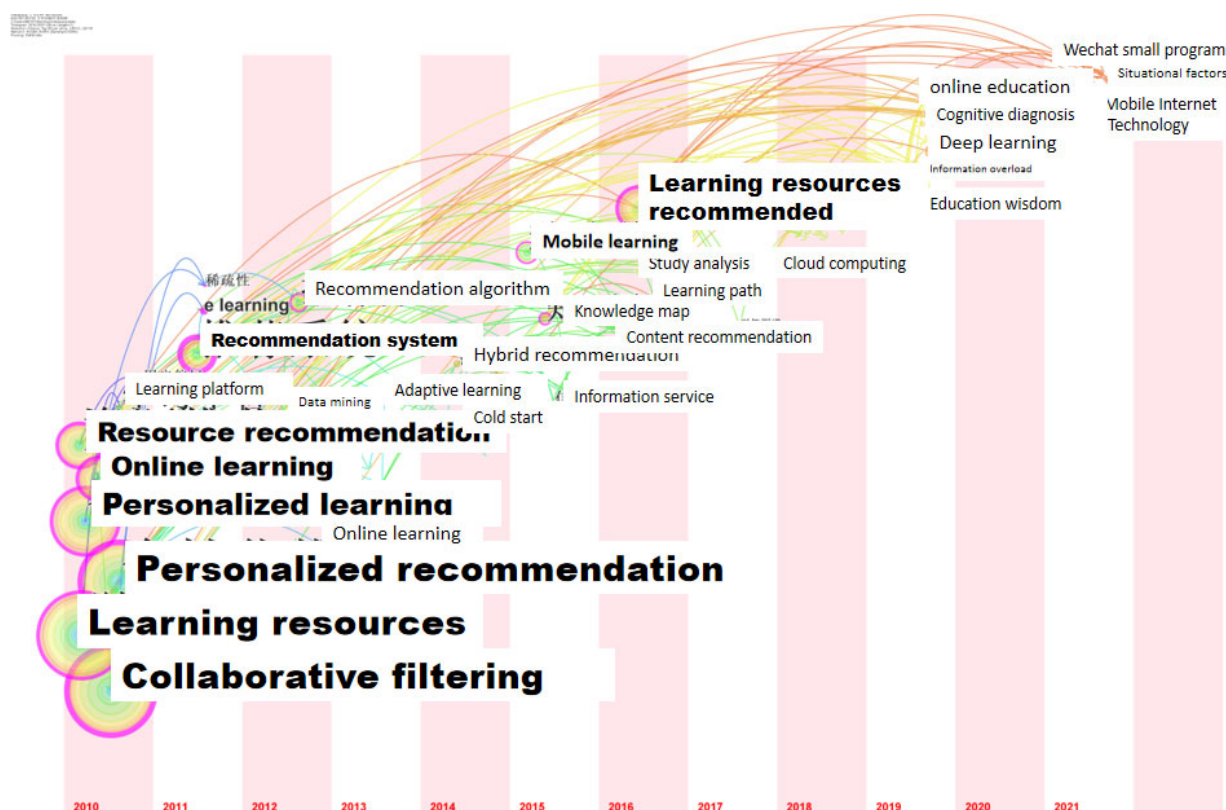 Wechat small program
Situational factors
online education
Mobile Internet
Technology
Cognitive diagnosis
Deep learning
Information overload
Learning resources
recommended
Education wisdom
Mobile learning
Study analysis
Cloud computing
稀疏性
Recommendation algorithm
Learning path
e learning
Knowledge map
Recommendation system
Content recommendation
Hybrid recommendation
Learning platform
Data mining
Adaptive learning
Information service
Cold start
Resource recommendation
Online learning
Personalized learning
Online learning
Personalized recommendation
Learning resources
Collaborative filtering
2010 2011 2012 2013 2014 2015 2016 2017 2018 2019 2020 2021